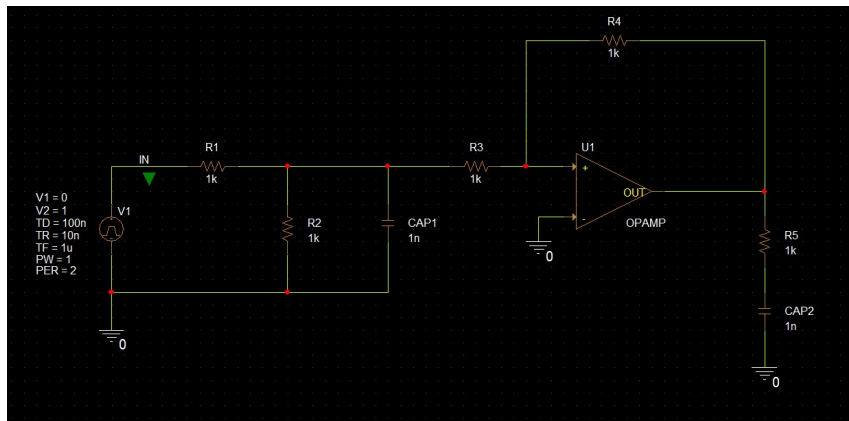 R4
1k
R1
1k
IN
R3
1k
U1
+
-
OUT
OPAMP
0
V1 = 0
V2 = 1
TD = 100n
TR = 10n
TF = 1u
PW = 1
PER = 2
V1
R2
1k
CAP1
1n
R5
1k
CAP2
1n
0
0